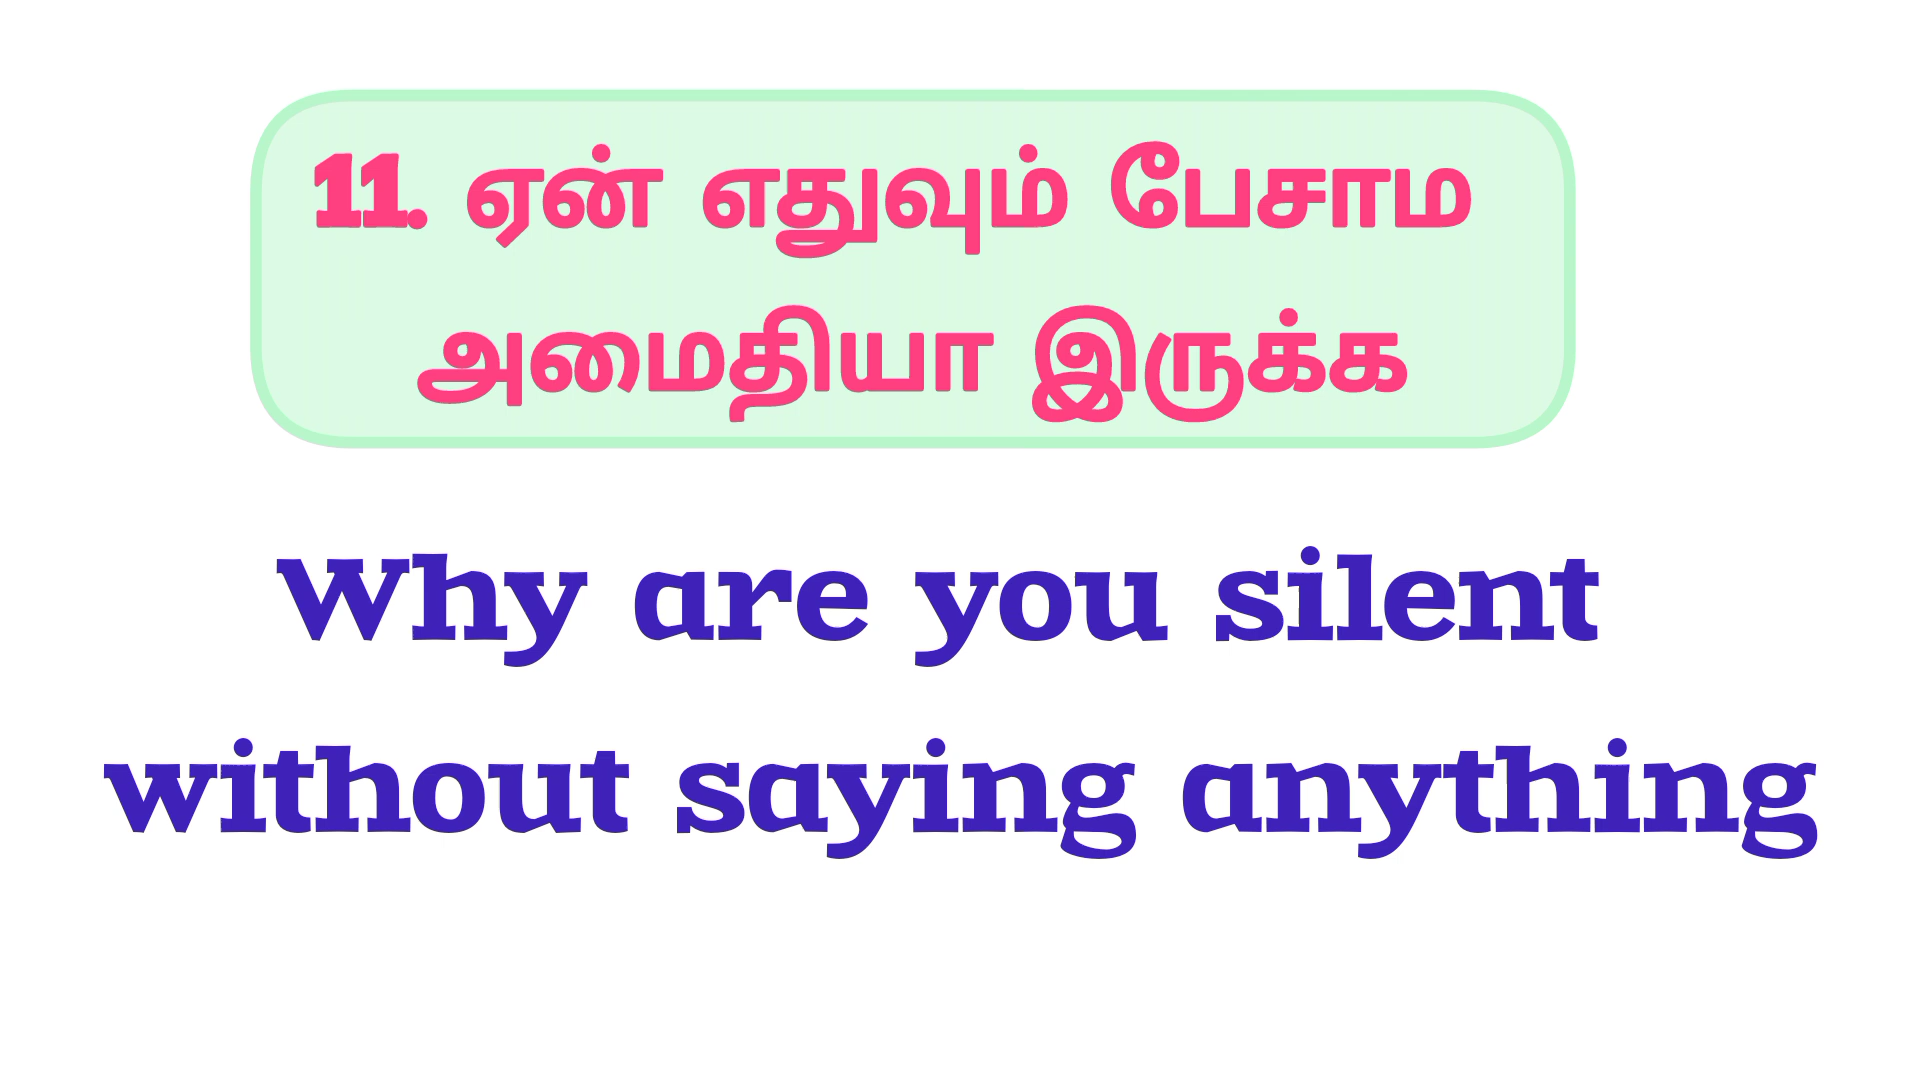 11. ஏன் எதுவும் பேசாம
அமைதியா இருக்க
Why are you silent
without saying anything